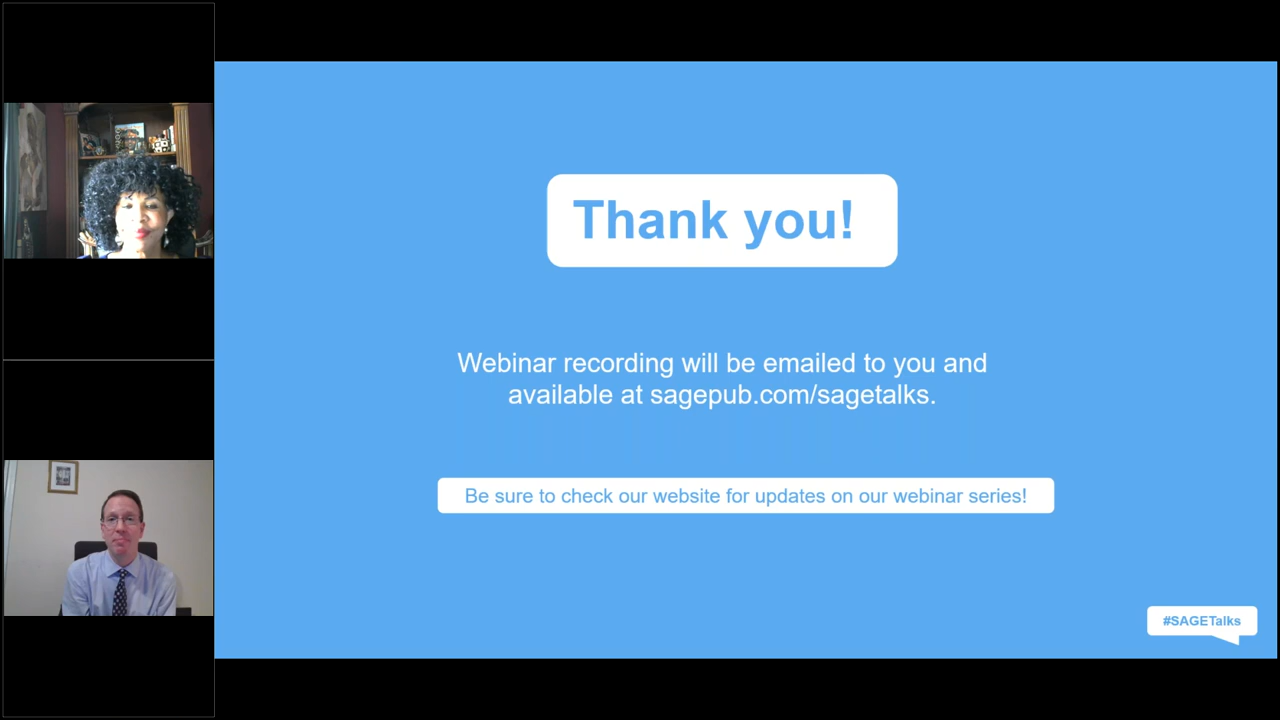 Thank you!
Webinar recording will be emailed to you and
available at sagepub.com/sagetalks.
Be sure to check our website for updates on our webinar series!
#SAGETalks